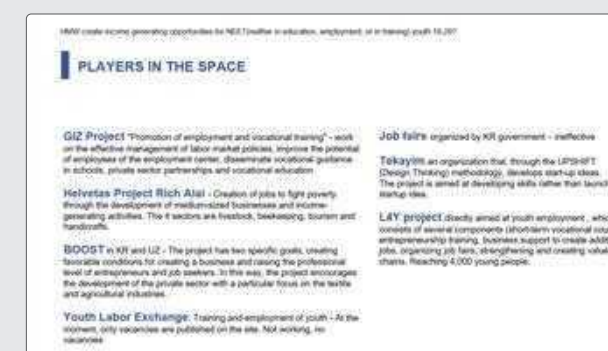 HMW create income generating opportunities for NEET(neither in education, employment, or in training) youth
PLAYERS IN THE SPACE
GIZ Project "Promotion of employment and vocational training" - work
on the effective management of labor market policies, improve the potential
of employees of the employment center, disseminate vocational guidance
in schools, private sector partnerships and vocational education
Helvetas Project Rich Alai - Creation of jobs to fight poverty
through the development of medium-sized businesses and income-
generating activities. The 4 sectors are livestock, beekeeping, tourism and
handicrafts.
BOOST in KR and UZ - The project has two specific goals, creating
favorable conditions for creating a business and raising the professional
level of entrepreneurs and job seekers. In this way, the project encourages
the development of the private sector with a particular focus on the textile
and agricultural industries.
Youth Labor Exchange. Training and employment of youth - At the
moment, only vacancies are published on the site. Not working, no
vacancies
Job fairs organized by KR government - ineffective
Tekayim an organization that, through the UPSHIFT
(Design Thinking) methodology, develops start-up ideas.
The project is aimed at developing skills rather than launch
startup idea.
L4Y project directly aimed at youth employment , whic
consists of several components (short-term vocational cou
entrepreneurship training, business support to create addi
jobs, organizing job fairs, strengthening and creating value
chains. Reaching 4,000 young people.